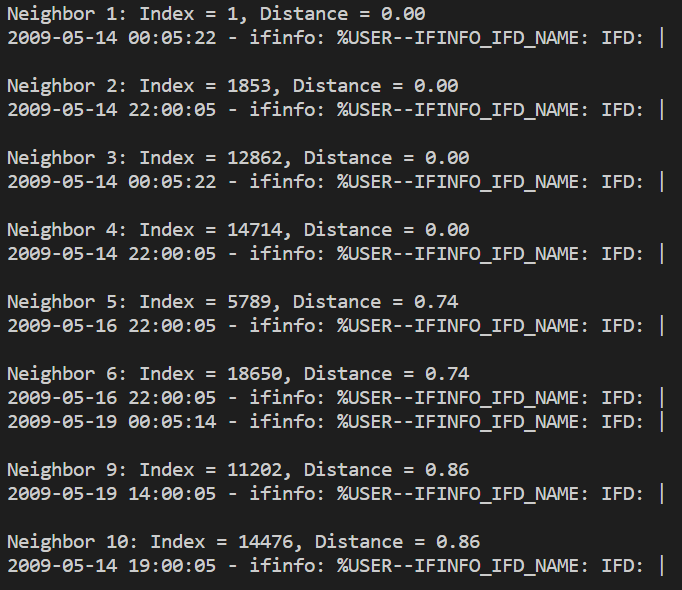 Neighbor 1: Index = 1, Distance = 0.00
2009-05-14 00:05:22 - ifinfo: %USER--IFINFO_IFD_NAME: IFD: |
Neighbor 2: Index = 1853, Distance = 0.00
2009-05-14 22:00:05 - ifinfo: %USER--IFINFO_IFD_NAME: IFD: |
Neighbor 3: Index = 12862, Distance = 0.00
2009-05-14 00:05:22 - ifinfo: %USER--IFINFO_IFD_NAME: IFD: |
Neighbor 4: Index = 14714, Distance = 0.00
2009-05-14 22:00:05 - ifinfo: %USER--IFINFO_IFD_NAME: IFD: |
Neighbor 5: Index = 5789, Distance = 0.74
2009-05-16 22:00:05 - ifinfo: %USER--IFINFO_IFD_NAME: IFD: |
Neighbor 6: Index = 18650, Distance = 0.74
2009-05-16 22:00:05 - ifinfo: %USER--IFINFO_IFD_NAME: IFD: |
2009-05-19 00:05:14 - ifinfo: %USER--IFINFO_IFD_NAME: IFD: |
Neighbor 9: Index = 11202, Distance = 0.86
2009-05-19 14:00:05 - ifinfo: %USER--IFINFO_IFD_NAME: IFD: |
Neighbor 10: Index = 14476, Distance = 0.86
2009-05-14 19:00:05 - ifinfo: %USER--IFINFO_IFD_NAME: IFD: |